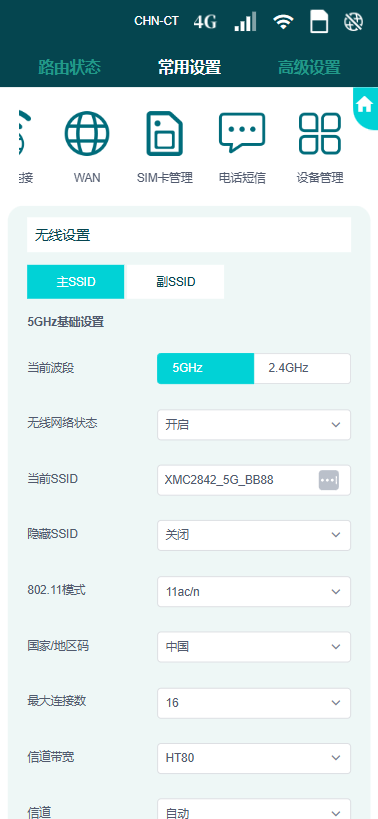 CHN-CT 4G
路由状态 常用设置 高级设置
连接 WAN SIM卡管理 电话短信 设备管理
无线设置
主SSID 副SSID
5GHz基础设置
当前波段 5GHz 2.4GHz
无线网络状态 开启
当前SSID XMC2842_5G_BB88
隐藏SSID 关闭
802.11模式 11ac/n
国家/地区码 中国
最大连接数 16
信道带宽 HT80
信道 自动